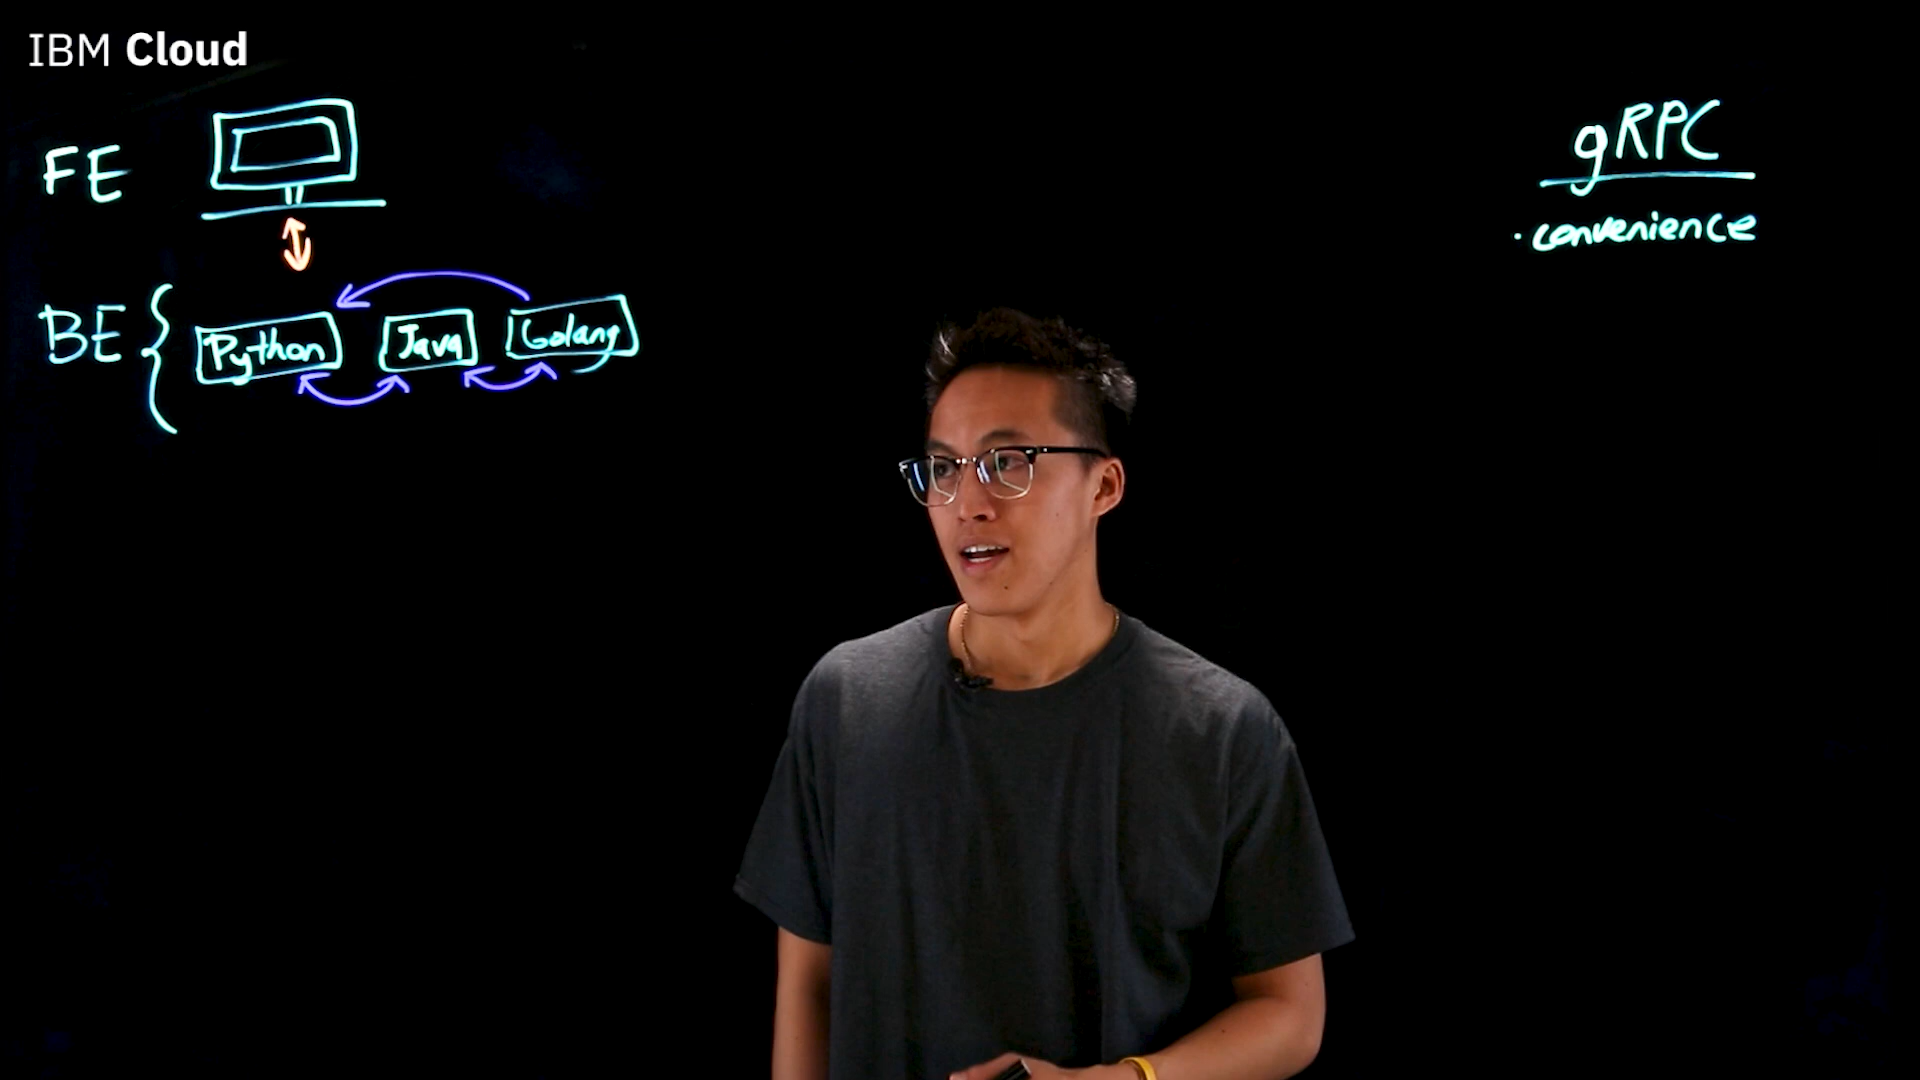 IBM Cloud
FE
BE
Python
Java
Golang
gRPC
· convenience